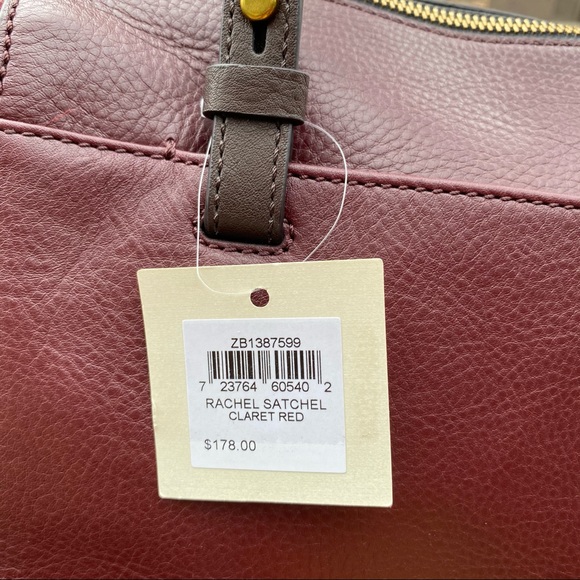 ZB1387599
7 23764 60540 2
RACHEL SATCHEL
CLARET RED
$178.00